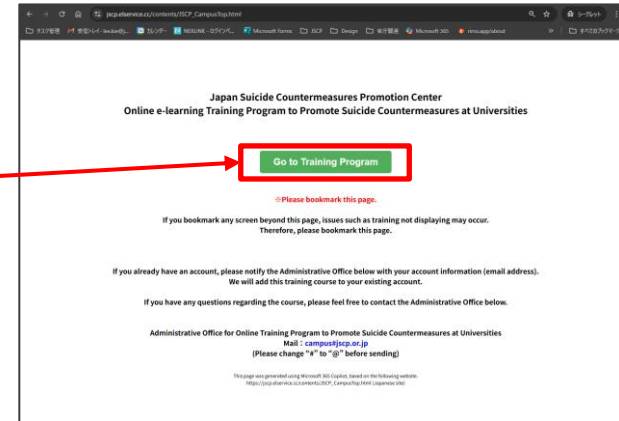 jscp.elservice.cc/contents/JSCP_CampusTop.html
Microsoft Forms JSCP Design Microsoft 365
Japan Suicide Countermeasures Promotion Center
Online e-learning Training Program to Promote Suicide Countermeasures at Universities
Go to Training Program
※Please bookmark this page.
If you bookmark any screen beyond this page, issues such as training not displaying may occur.
Therefore, please bookmark this page.
If you already have an account, please notify the Administrative Office below with your account information (email address).
We will add this training course to your existing account.
If you have any questions regarding the course, please feel free to contact the Administrative Office below.
Administrative Office for Online Training Program to Promote Suicide Countermeasures at Universities
Mail：campus#jscp.or.jp
(Please change "#" to "@" before sending)
This page was generated using Microsoft 365 Copilot, based on the following website.
https://jscp.elservice.cc/contents/JSCP_CampusTop.html (Japanese site)